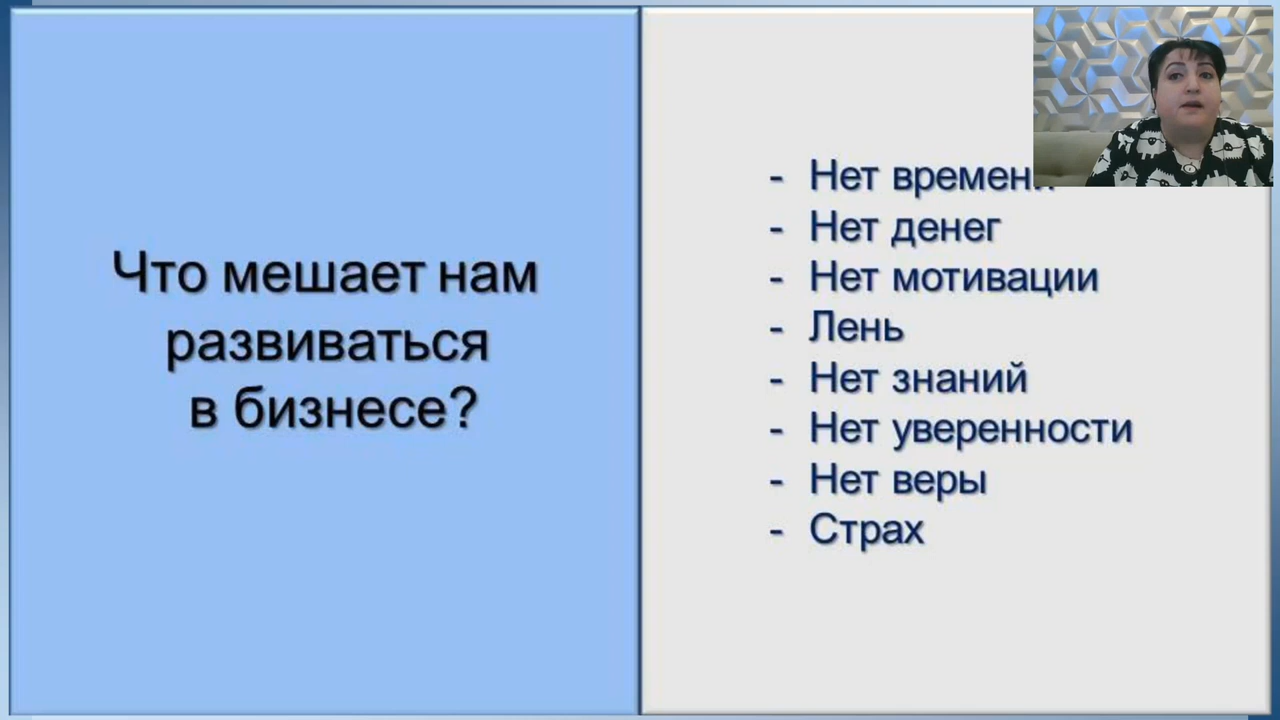 Что мешает нам
развиваться
в бизнесе?
- Нет времени
- Нет денег
- Нет мотивации
- Лень
- Нет знаний
- Нет уверенности
- Нет веры
- Страх